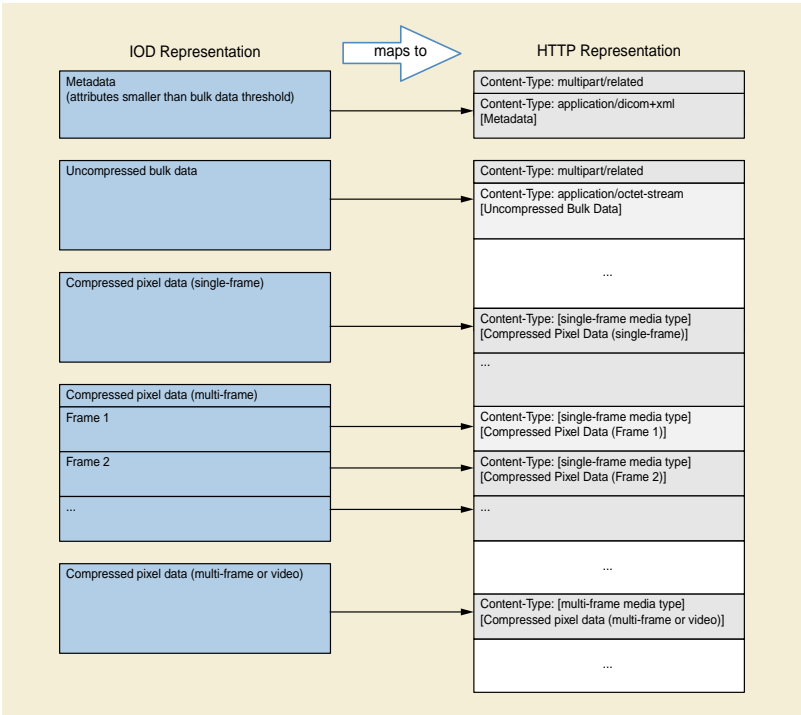 IOD Representation
maps to
HTTP Representation
Metadata
(attributes smaller than bulk data threshold)
Content-Type: multipart/related
Content-Type: application/dicom+xml
[Metadata]
Uncompressed bulk data
Content-Type: multipart/related
Content-Type: application/octet-stream
[Uncompressed Bulk Data]
...
Compressed pixel data (single-frame)
Content-Type: [single-frame media type]
[Compressed Pixel Data (single-frame)]
...
Compressed pixel data (multi-frame)
Frame 1
Content-Type: [single-frame media type]
[Compressed Pixel Data (Frame 1)]
Frame 2
Content-Type: [single-frame media type]
[Compressed Pixel Data (Frame 2)]
...
...
...
Compressed pixel data (multi-frame or video)
Content-Type: [multi-frame media type]
[Compressed pixel data (multi-frame or video)]
...